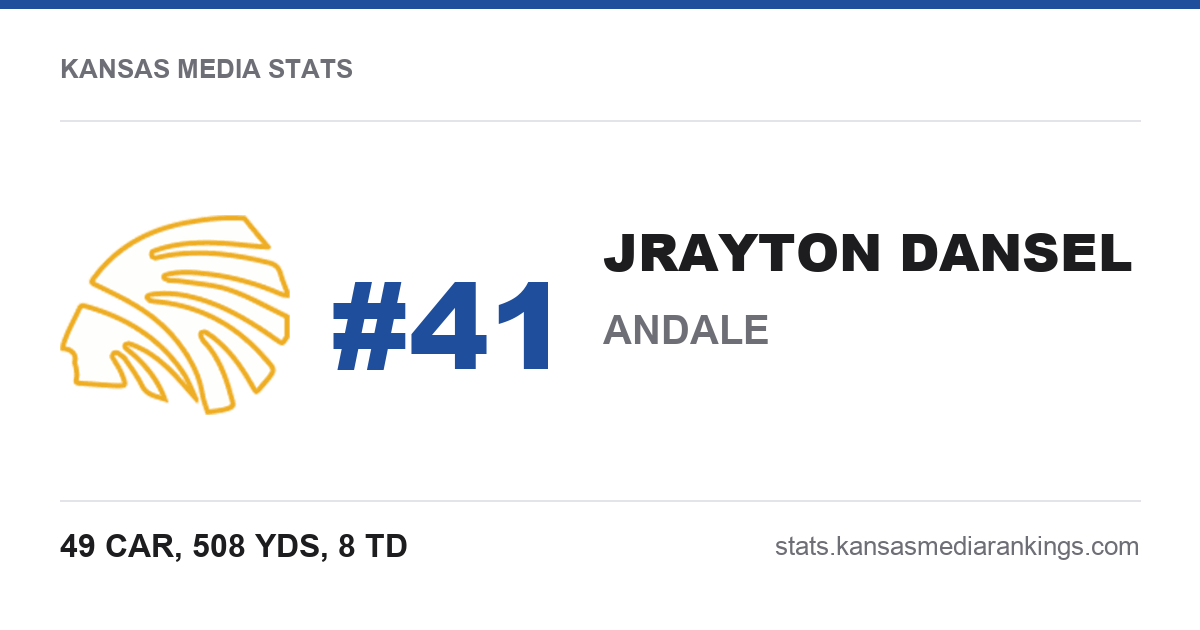 KANSAS MEDIA STATS
#41
JRAYTON DANSEL
ANDALE
49 CAR, 508 YDS, 8 TD
stats.kansasmediarankings.com